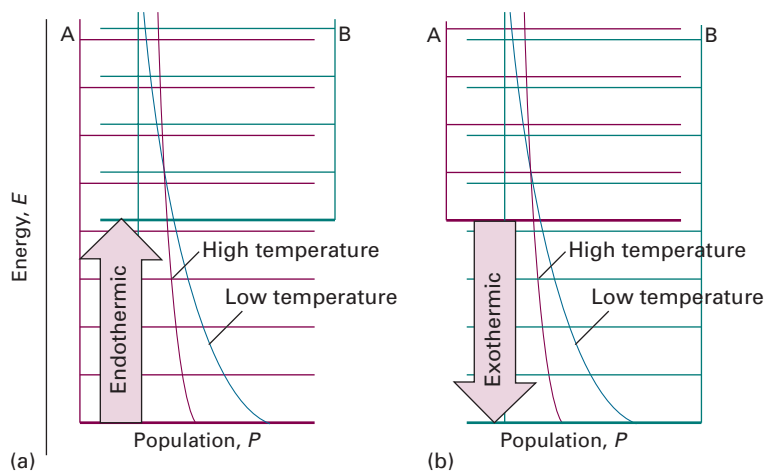 A
B
High temperature
Low temperature
Endothermic
Energy, E
Population, P
(a)
A
B
High temperature
Low temperature
Exothermic
Population, P
(b)